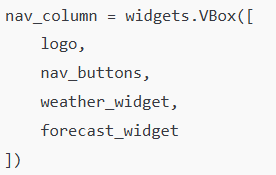 nav_column = widgets.VBox([
    logo,
    nav_buttons,
    weather_widget,
    forecast_widget
])